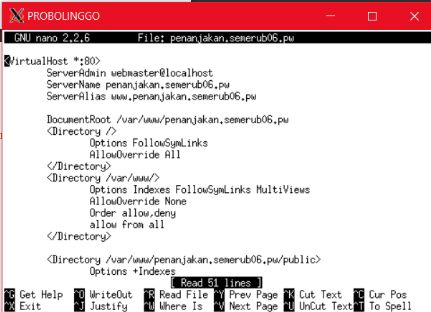 PROBOLINGGO
GNU nano 2.2.6 File: penanjakan.semerub06.pw
<VirtualHost *:80>
ServerAdmin webmaster@localhost
ServerName penanjakan.semerub06.pw
ServerAlias www.penanjakan.semerub06.pw
DocumentRoot /var/www/penanjakan.semerub06.pw
<Directory />
Options FollowSymLinks
AllowOverride All
</Directory>
<Directory /var/www/>
Options Indexes FollowSymLinks MultiViews
AllowOverride None
Order allow,deny
allow from all
</Directory>
<Directory /var/www/penanjakan.semerub06.pw/public>
Options +Indexes
[ Read 51 lines ]
^G Get Help ^O WriteOut ^R Read File ^Y Prev Page ^K Cut Text ^C Cur Pos
^X Exit ^J Justify ^W Where Is ^V Next Page ^U UnCut Text ^T To Spell